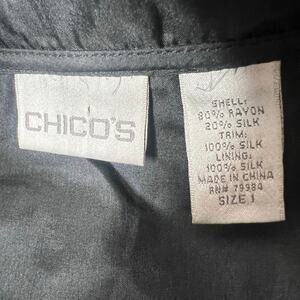 CHICO'S
SHELL:
80% RAYON
20% SILK
TRIM:
100% SILK
LINING:
100% SILK
MADE IN CHINA
RN# 79984
SIZE 1